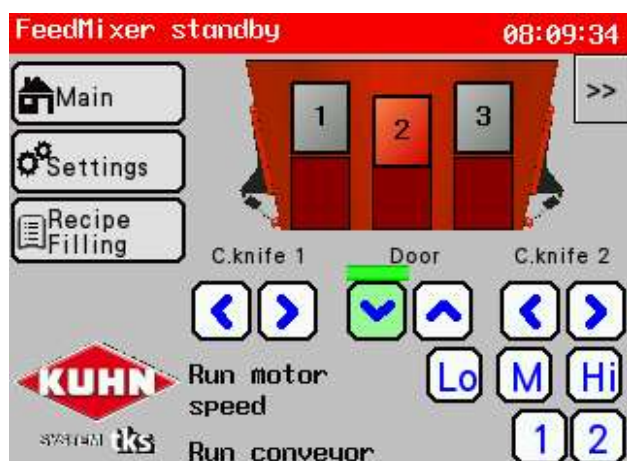 FeedMixer standby
08:09:34
Main
1
2
3
>>
Settings
Recipe
Filling
C.knife 1
Door
C.knife 2
Run motor
speed
Lo
M
Hi
KUHN
SYSTEM tks
Run conveyor
1
2